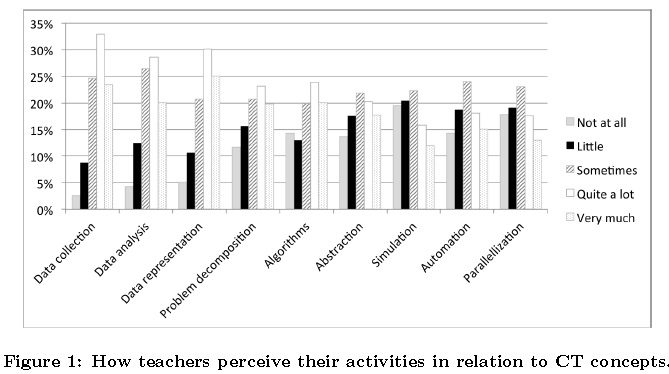 35%
30%
25%
20%
15%
10%
5%
0%
Data collection
Data analysis
Data representation
Problem decomposition
Algorithms
Abstraction
Simulation
Automation
Parallellization
Not at all
Little
Sometimes
Quite a lot
Very much
Figure 1: How teachers perceive their activities in relation to CT concepts.